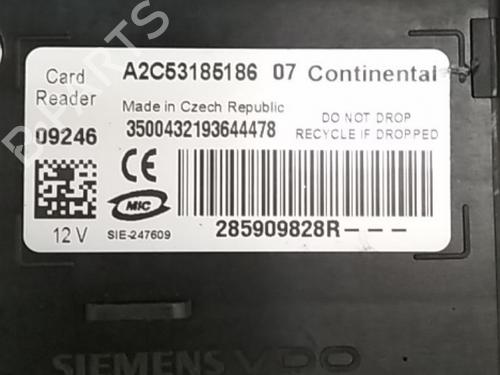 Card Reader
A2C53185186 07 Continental
Made in Czech Republic
09246
3500432193644478
DO NOT DROP
RECYCLE IF DROPPED
CE
MIC
12 V
SIE-247609
285909828R---
SIEMENS VDO
B-PARTS